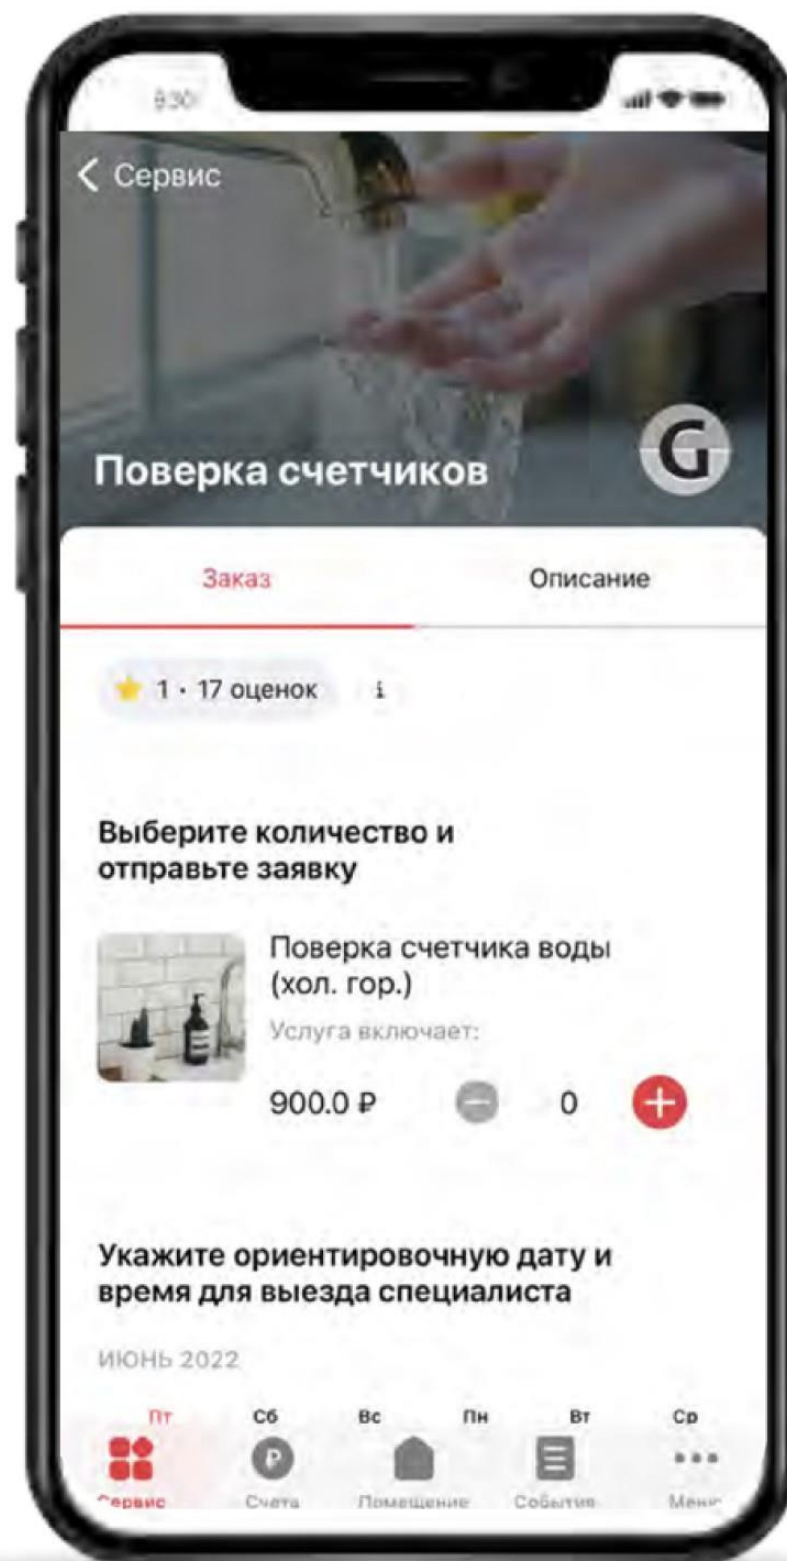 9:30
Сервис
Поверка счетчиков
G
Заказ
Описание
1 · 17 оценок
i
Выберите количество и
отправьте заявку
Поверка счетчика воды
(хол. гор.)
Услуга включает:
900.0 ₽
0
Укажите ориентировочную дату и
время для выезда специалиста
ИЮНЬ 2022
Пт Сб Вс Пн Вт Ср
Сервис Счета Помещение События Меню